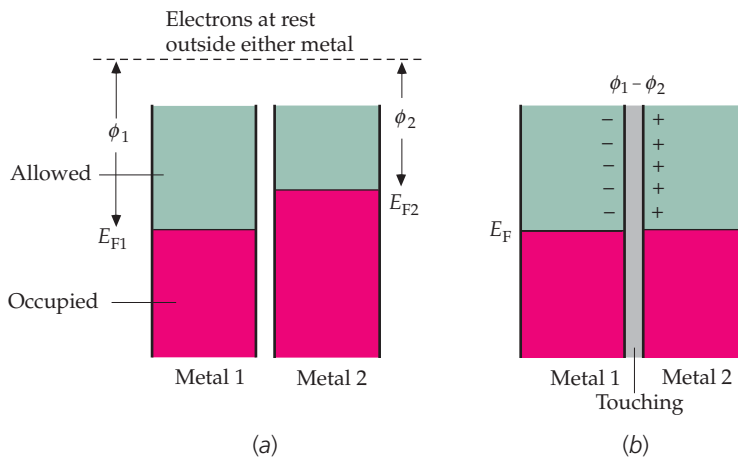 Electrons at rest
outside either metal
ϕ1
ϕ2
Allowed
EF1
EF2
Occupied
Metal 1
Metal 2
(a)
ϕ1 – ϕ2
– +
– +
– +
– +
– +
EF
Metal 1
Metal 2
Touching
(b)